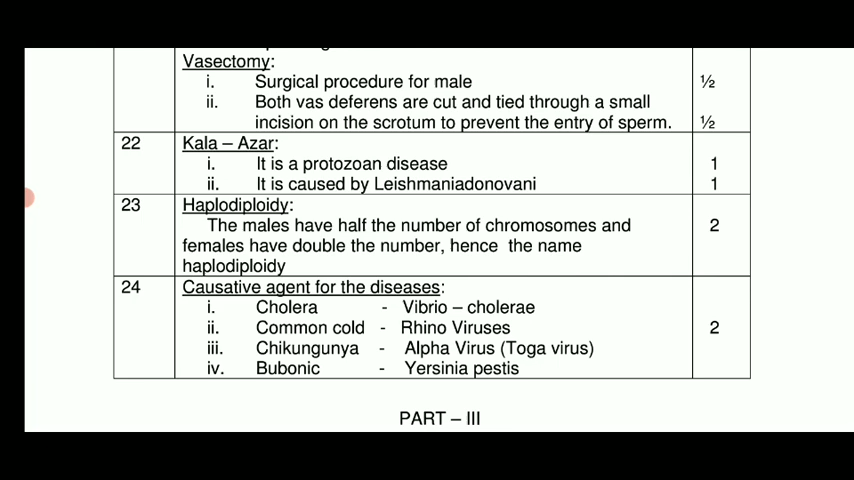 Vasectomy:
i. Surgical procedure for male ½
ii. Both vas deferens are cut and tied through a small
incision on the scrotum to prevent the entry of sperm. ½
22 Kala – Azar:
i. It is a protozoan disease 1
ii. It is caused by Leishmaniadonovani 1
23 Haplodiploidy:
The males have half the number of chromosomes and 2
females have double the number, hence the name
haplodiploidy
24 Causative agent for the diseases:
i. Cholera - Vibrio – cholerae
ii. Common cold - Rhino Viruses 2
iii. Chikungunya - Alpha Virus (Toga virus)
iv. Bubonic - Yersinia pestis
PART – III